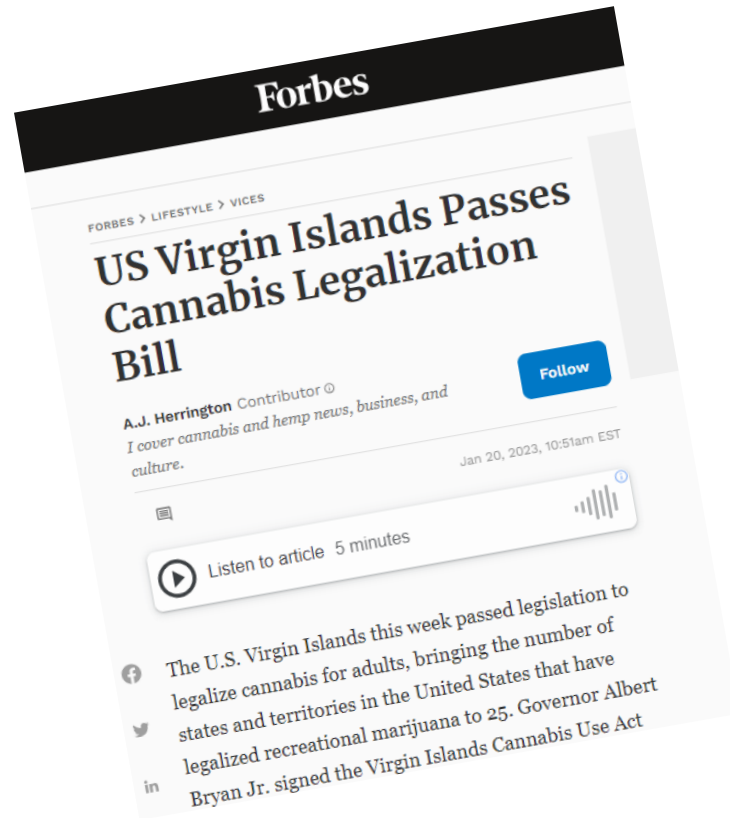 Forbes
FORBES > LIFESTYLE > VICES
US Virgin Islands Passes
Cannabis Legalization
Bill
A.J. Herrington Contributor
I cover cannabis and hemp news, business, and
culture.
Follow
Jan 20, 2023, 10:51am EST
Listen to article 5 minutes
The U.S. Virgin Islands this week passed legislation to
legalize cannabis for adults, bringing the number of
states and territories in the United States that have
legalized recreational marijuana to 25. Governor Albert
Bryan Jr. signed the Virgin Islands Cannabis Use Act